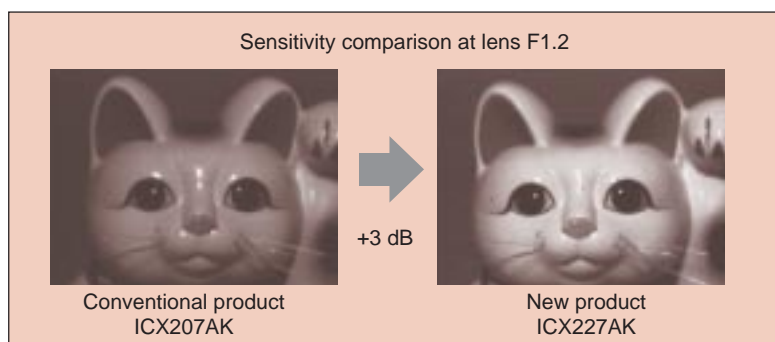 Sensitivity comparison at lens F1.2
+3 dB
Conventional product
ICX207AK
New product
ICX227AK